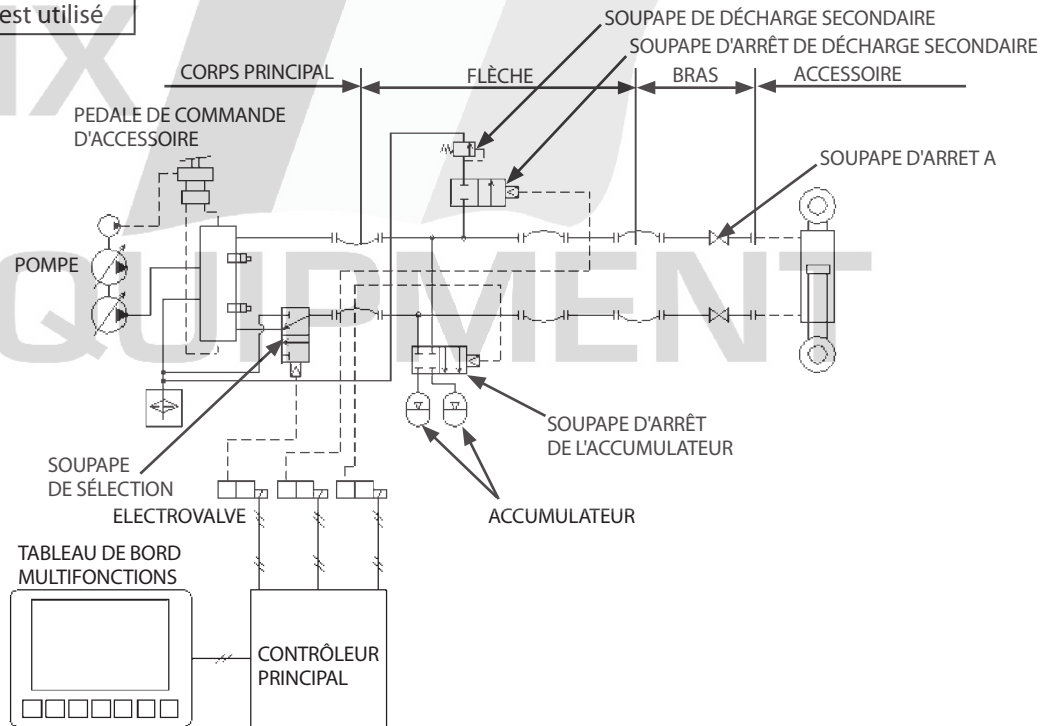 est utilisé
SOUPAPE DE DÉCHARGE SECONDAIRE
SOUPAPE D'ARRÊT DE DÉCHARGE SECONDAIRE
CORPS PRINCIPAL
FLÈCHE
BRAS
ACCESSOIRE
PEDALE DE COMMANDE
D'ACCESSOIRE
SOUPAPE D'ARRET A
POMPE
QUIPMENT
SOUPAPE D'ARRÊT
DE L'ACCUMULATEUR
SOUPAPE
DE SÉLECTION
ELECTROVALVE
ACCUMULATEUR
TABLEAU DE BORD
MULTIFONCTIONS
CONTRÔLEUR
PRINCIPAL